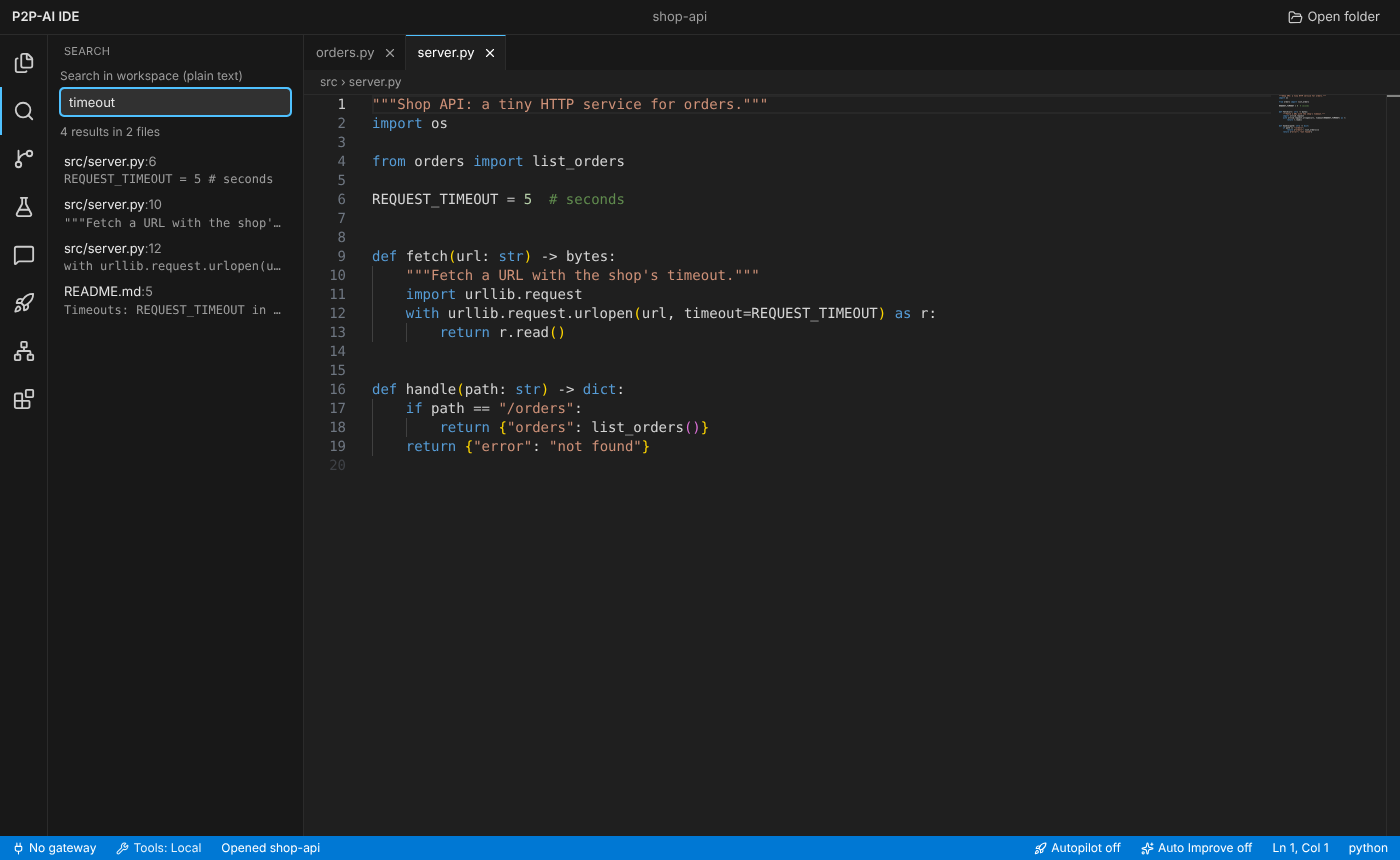 P2P-AI IDE
shop-api
Open folder
SEARCH
Search in workspace (plain text)
timeout
4 results in 2 files
src/server.py:6
REQUEST_TIMEOUT = 5 # seconds
src/server.py:10
"""Fetch a URL with the shop'…
src/server.py:12
with urllib.request.urlopen(u…
README.md:5
Timeouts: REQUEST_TIMEOUT in …
orders.py
server.py
src › server.py
1 """Shop API: a tiny HTTP service for orders."""
2 import os
3
4 from orders import list_orders
5
6 REQUEST_TIMEOUT = 5  # seconds
7
8
9 def fetch(url: str) -> bytes:
10     """Fetch a URL with the shop's timeout."""
11     import urllib.request
12     with urllib.request.urlopen(url, timeout=REQUEST_TIMEOUT) as r:
13         return r.read()
14
15
16 def handle(path: str) -> dict:
17     if path == "/orders":
18         return {"orders": list_orders()}
19     return {"error": "not found"}
20
No gateway
Tools: Local
Opened shop-api
Autopilot off
Auto Improve off
Ln 1, Col 1
python